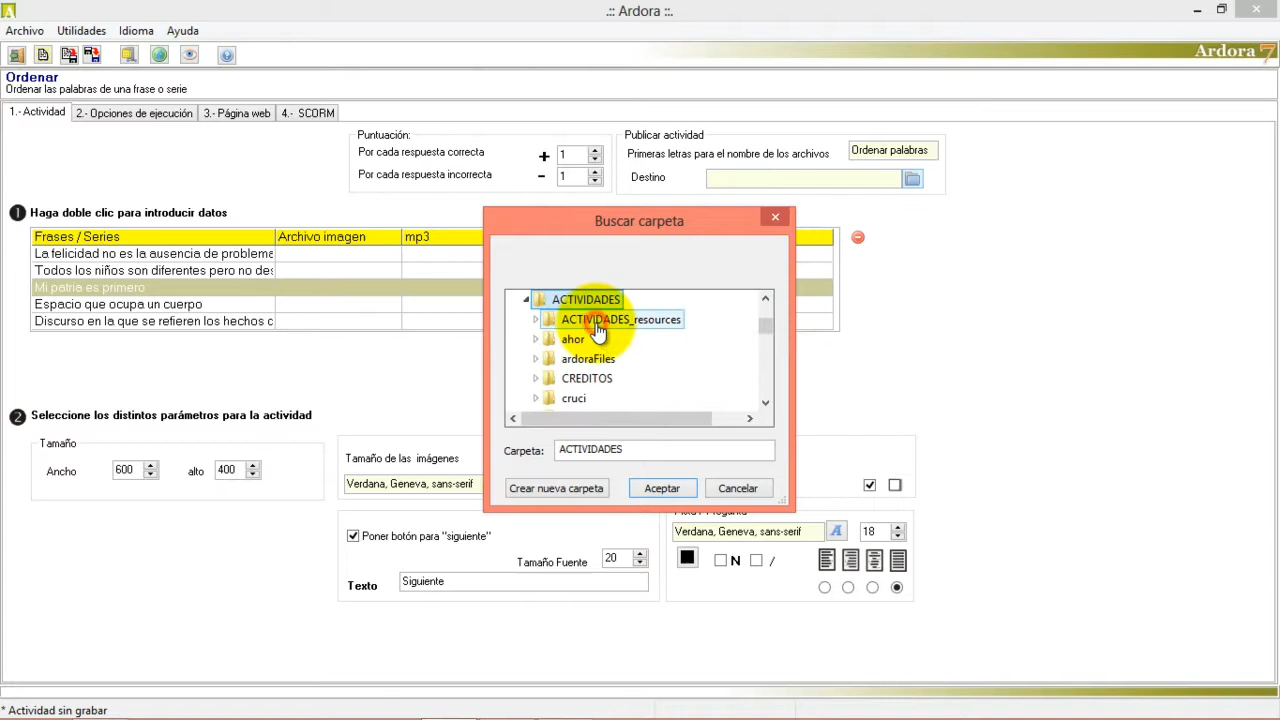 .:: Ardora ::.
Archivo Utilidades Idioma Ayuda
Ardora 7
Ordenar
Ordenar las palabras de una frase o serie
1.- Actividad 2.- Opciones de ejecución 3.- Página web 4.- SCORM
Puntuación:
Por cada respuesta correcta + 1
Por cada respuesta incorrecta - 1
Publicar actividad
Primeras letras para el nombre de los archivos Ordenar palabras
Destino
1 Haga doble clic para introducir datos
Frases / Series Archivo imagen mp3
La felicidad no es la ausencia de problema
Todos los niños son diferentes pero no des
Mi patria es primero
Espacio que ocupa un cuerpo
Discurso en la que se refieren los hechos d
Buscar carpeta
ACTIVIDADES
ACTIVIDADES_resources
ahor
ardoraFiles
CREDITOS
cruci
Carpeta: ACTIVIDADES
Crear nueva carpeta Aceptar Cancelar
2 Seleccione los distintos parámetros para la actividad
Tamaño
Ancho 600 alto 400
Tamaño de las imágenes
Verdana, Geneva, sans-serif
Poner botón para "siguiente"
Tamaño Fuente 20
Texto Siguiente
Verdana, Geneva, sans-serif A 18
N /
* Actividad sin grabar